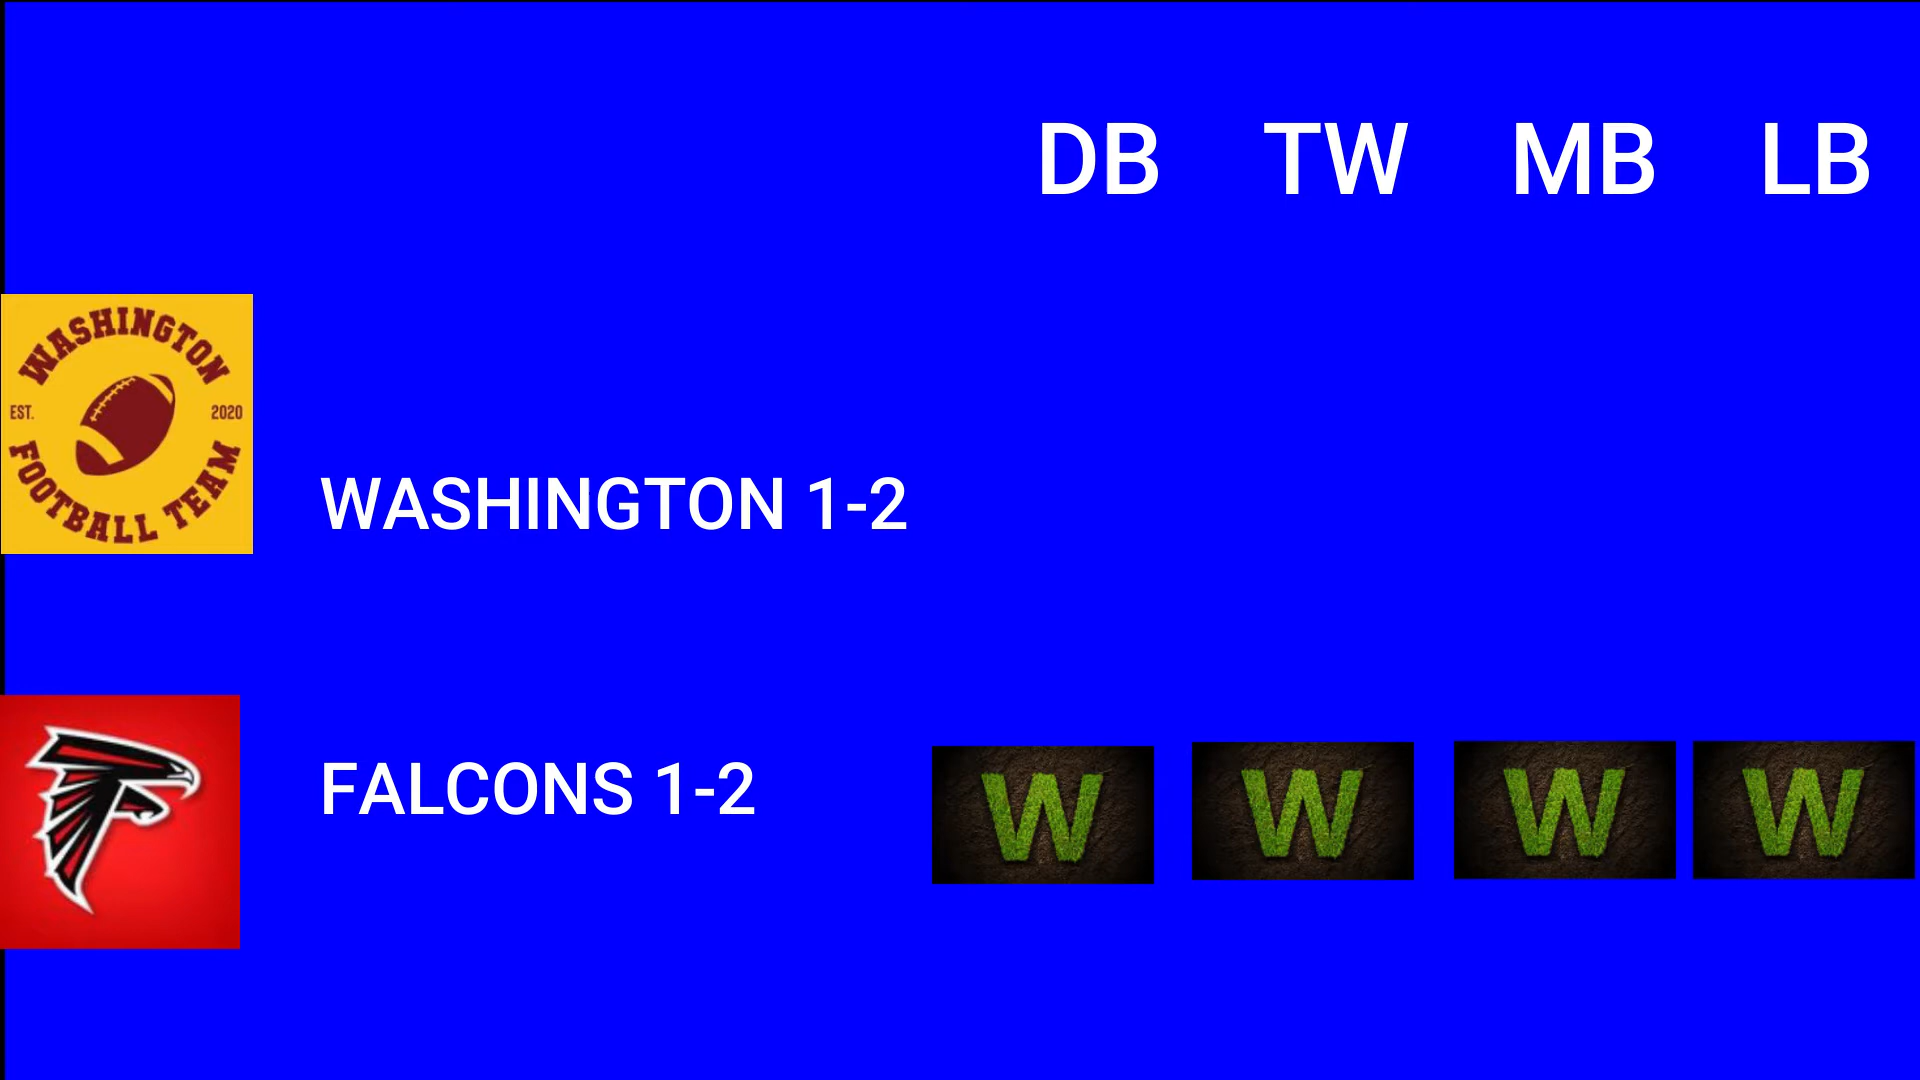 DB TW MB LB
WASHINGTON
EST. 2020
FOOTBALL TEAM
WASHINGTON 1-2
FALCONS 1-2
W W W W